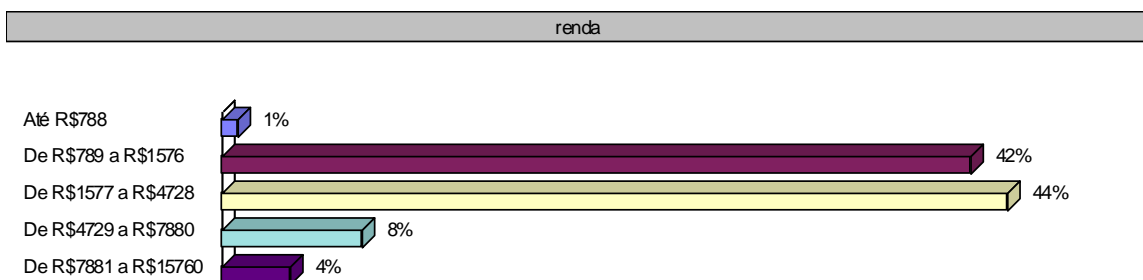 renda
Até R$788 1%
De R$789 a R$1576 42%
De R$1577 a R$4728 44%
De R$4729 a R$7880 8%
De R$7881 a R$15760 4%